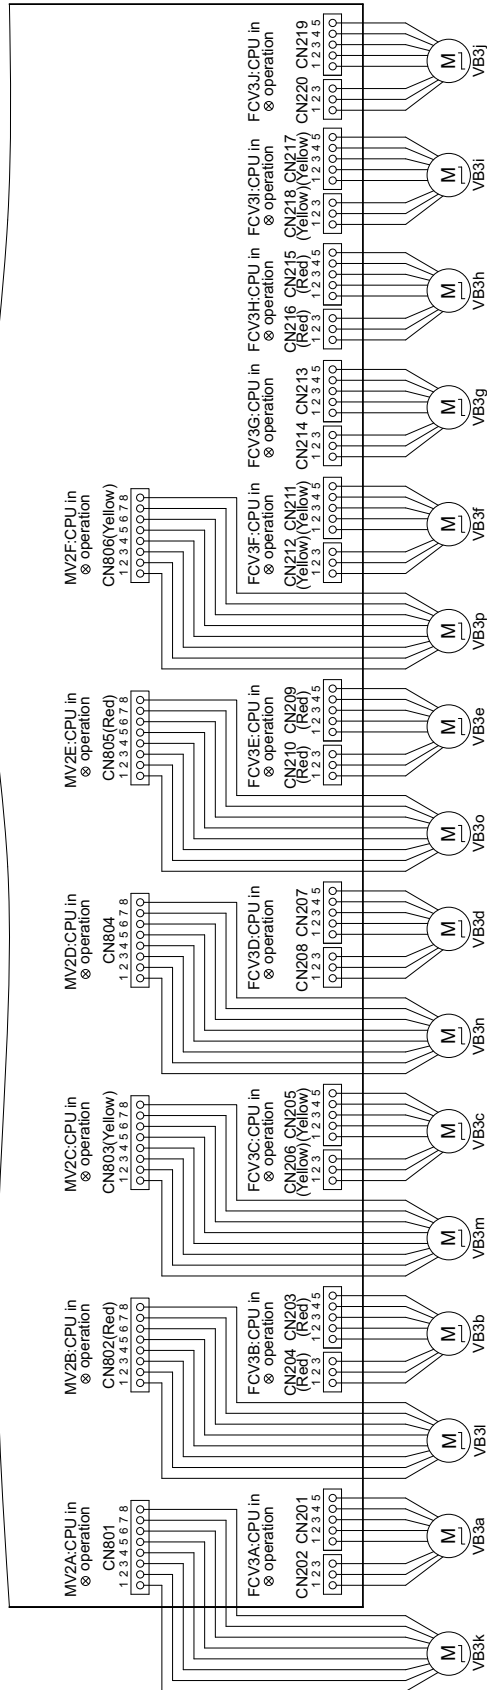 MV2A:CPU in
⊗ operation
CN801
1 2 3 4 5 6 7 8
MV2B:CPU in
⊗ operation
CN802(Red)
1 2 3 4 5 6 7 8
MV2C:CPU in
⊗ operation
CN803(Yellow)
1 2 3 4 5 6 7 8
MV2D:CPU in
⊗ operation
CN804
1 2 3 4 5 6 7 8
MV2E:CPU in
⊗ operation
CN805(Red)
1 2 3 4 5 6 7 8
MV2F:CPU in
⊗ operation
CN806(Yellow)
1 2 3 4 5 6 7 8
FCV3A:CPU in
⊗ operation
CN202 CN201
1 2 3 1 2 3 4 5
FCV3B:CPU in
⊗ operation
CN204 CN203
(Red) (Red)
1 2 3 1 2 3 4 5
FCV3C:CPU in
⊗ operation
CN206 CN205
(Yellow) (Yellow)
1 2 3 1 2 3 4 5
FCV3D:CPU in
⊗ operation
CN208 CN207
1 2 3 1 2 3 4 5
FCV3E:CPU in
⊗ operation
CN210 CN209
(Red) (Red)
1 2 3 1 2 3 4 5
FCV3F:CPU in
⊗ operation
CN212 CN211
(Yellow) (Yellow)
1 2 3 1 2 3 4 5
FCV3G:CPU in
⊗ operation
CN214 CN213
1 2 3 1 2 3 4 5
FCV3H:CPU in
⊗ operation
CN216 CN215
(Red) (Red)
1 2 3 1 2 3 4 5
FCV3I:CPU in
⊗ operation
CN218 CN217
(Yellow) (Yellow)
1 2 3 1 2 3 4 5
FCV3J:CPU in
⊗ operation
CN220 CN219
1 2 3 1 2 3 4 5
M M M M M M M M M M M M M M M M
VB3k VB3a VB3l VB3b VB3m VB3c VB3n VB3d VB3o VB3e VB3p VB3f VB3g VB3h VB3i VB3j